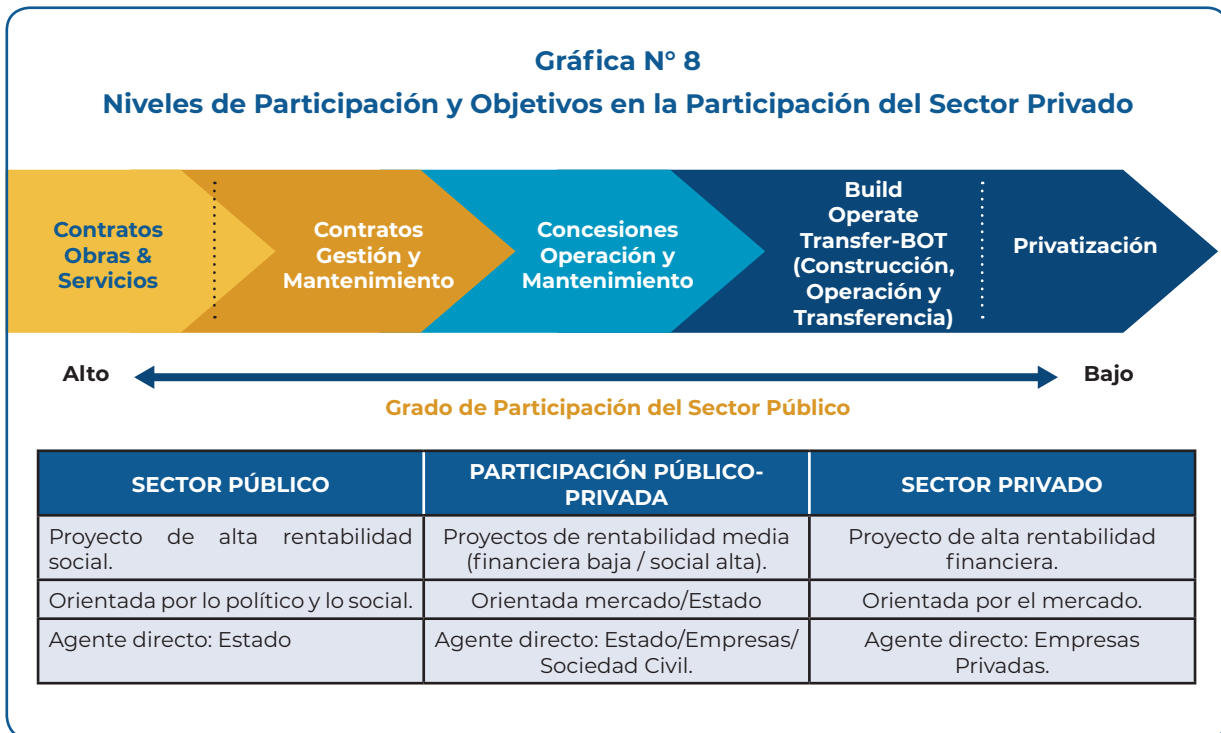 Gráfica N° 8
Niveles de Participación y Objetivos en la Participación del Sector Privado
Contratos
Obras &
Servicios
Contratos
Gestión y
Mantenimiento
Concesiones
Operación y
Mantenimiento
Build
Operate
Transfer-BOT
(Construcción,
Operación y
Transferencia)
Privatización
Alto
Bajo
Grado de Participación del Sector Público
SECTOR PÚBLICO
PARTICIPACIÓN PÚBLICO-
PRIVADA
SECTOR PRIVADO
Proyecto de alta rentabilidad
social.
Proyectos de rentabilidad media
(financiera baja / social alta).
Proyecto de alta rentabilidad
financiera.
Orientada por lo político y lo social.
Orientada mercado/Estado
Orientada por el mercado.
Agente directo: Estado
Agente directo: Estado/Empresas/
Sociedad Civil.
Agente directo: Empresas
Privadas.